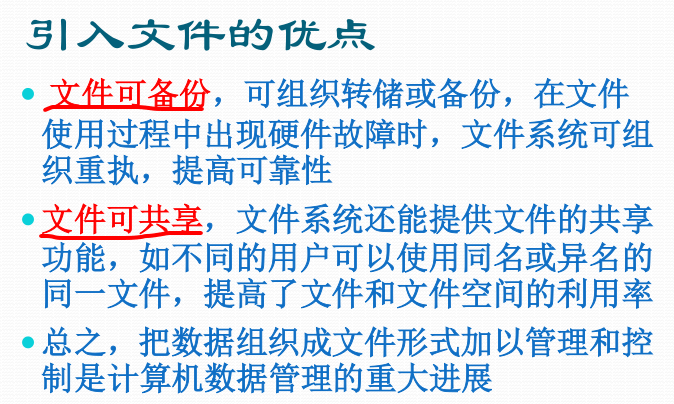 引入文件的优点
文件可备份，可组织转储或备份，在文件
使用过程中出现硬件故障时，文件系统可组
织重执，提高可靠性
文件可共享，文件系统还能提供文件的共享
功能，如不同的用户可以使用同名或异名的
同一文件，提高了文件和文件空间的利用率
总之，把数据组织成文件形式加以管理和控
制是计算机数据管理的重大进展